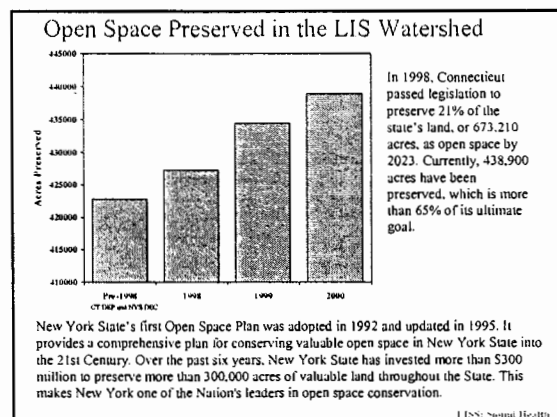 Open Space Preserved in the LIS Watershed
445000
440000
435000
430000
425000
420000
415000
410000
Acres Preserved
Pre-1998
1998
1999
2000
CT DEP and NYS DEC
In 1998, Connecticut
passed legislation to
preserve 21% of the
state's land, or 673,210
acres, as open space by
2023. Currently, 438,900
acres have been
preserved, which is more
than 65% of its ultimate
goal.
New York State's first Open Space Plan was adopted in 1992 and updated in 1995. It
provides a comprehensive plan for conserving valuable open space in New York State into
the 21st Century. Over the past six years, New York State has invested more than $300
million to preserve more than 300,000 acres of valuable land throughout the State. This
makes New York one of the Nation's leaders in open space conservation.
Health